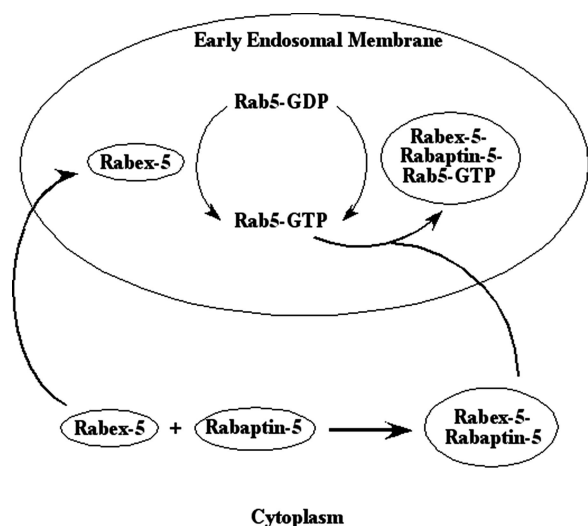 Early Endosomal Membrane
Rab5-GDP
Rabex-5
Rabex-5-
Rabaptin-5-
Rab5-GTP
Rab5-GTP
Rabex-5 + Rabaptin-5
Rabex-5-
Rabaptin-5
Cytoplasm